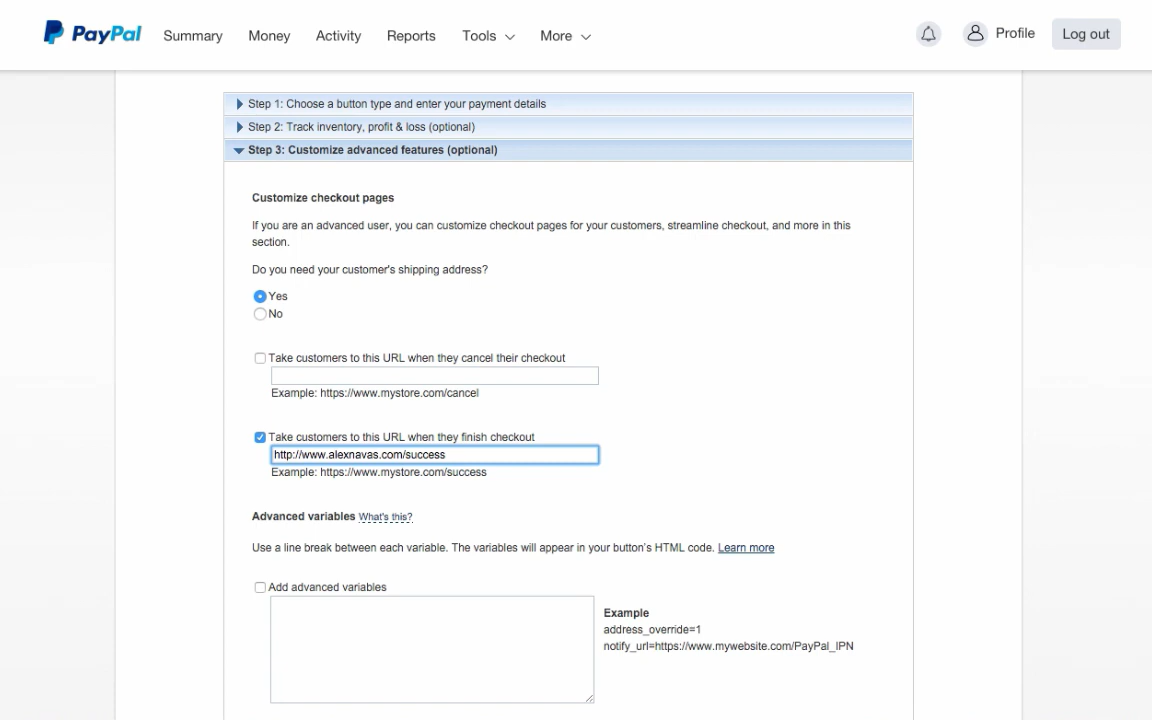 PayPal Summary Money Activity Reports Tools More Profile Log out
Step 1: Choose a button type and enter your payment details
Step 2: Track inventory, profit & loss (optional)
Step 3: Customize advanced features (optional)
Customize checkout pages
If you are an advanced user, you can customize checkout pages for your customers, streamline checkout, and more in this
section.
Do you need your customer's shipping address?
Yes
No
Take customers to this URL when they cancel their checkout
Example: https://www.mystore.com/cancel
Take customers to this URL when they finish checkout
http://www.alexnavas.com/success
Example: https://www.mystore.com/success
Advanced variables What's this?
Use a line break between each variable. The variables will appear in your button's HTML code. Learn more
Add advanced variables
Example
address_override=1
notify_url=https://www.mywebsite.com/PayPal_IPN